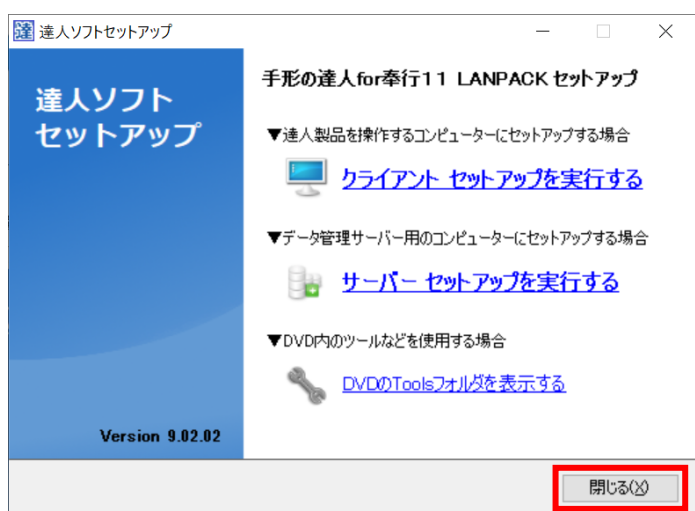 達 達人ソフトセットアップ
達人ソフト
セットアップ
手形の達人for奉行11 LANPACK セットアップ
▼達人製品を操作するコンピューターにセットアップする場合
クライアント セットアップを実行する
▼データ管理サーバー用のコンピューターにセットアップする場合
サーバー セットアップを実行する
▼DVD内のツールなどを使用する場合
DVDのToolsフォルダを表示する
Version 9.02.02
閉じる(X)